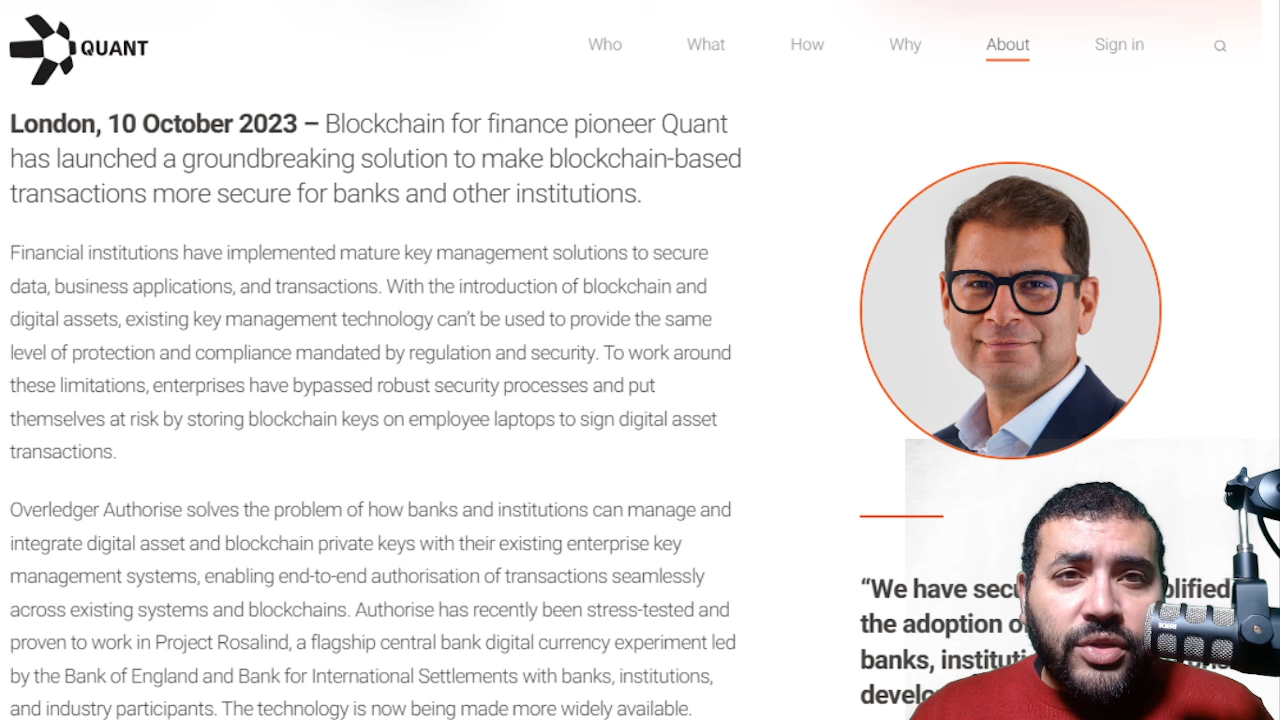 QUANT
Who What How Why About Sign in
London, 10 October 2023 – Blockchain for finance pioneer Quant
has launched a groundbreaking solution to make blockchain-based
transactions more secure for banks and other institutions.
Financial institutions have implemented mature key management solutions to secure
data, business applications, and transactions. With the introduction of blockchain and
digital assets, existing key management technology can’t be used to provide the same
level of protection and compliance mandated by regulation and security. To work around
these limitations, enterprises have bypassed robust security processes and put
themselves at risk by storing blockchain keys on employee laptops to sign digital asset
transactions.
Overledger Authorise solves the problem of how banks and institutions can manage and
integrate digital asset and blockchain private keys with their existing enterprise key
management systems, enabling end-to-end authorisation of transactions seamlessly
across existing systems and blockchains. Authorise has recently been stress-tested and
proven to work in Project Rosalind, a flagship central bank digital currency experiment led
by the Bank of England and Bank for International Settlements with banks, institutions,
and industry participants. The technology is now being made more widely available.
“We have
the adoption
banks,